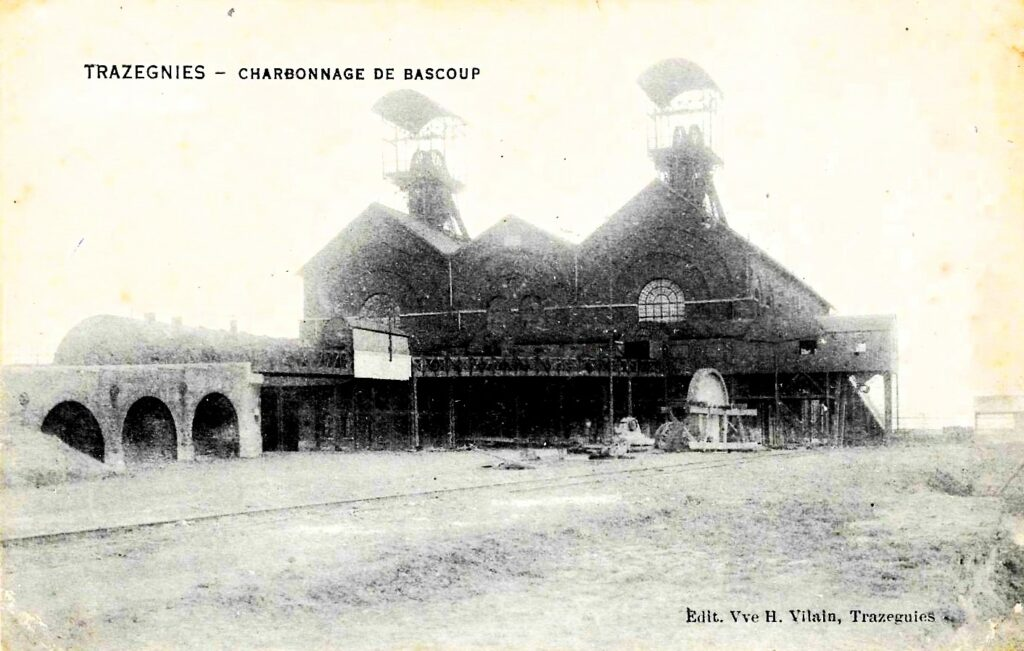 TRAZEGNIES – CHARBONNAGE DE BASCOUP
Edit. Vve H. Vilain, Trazegnies